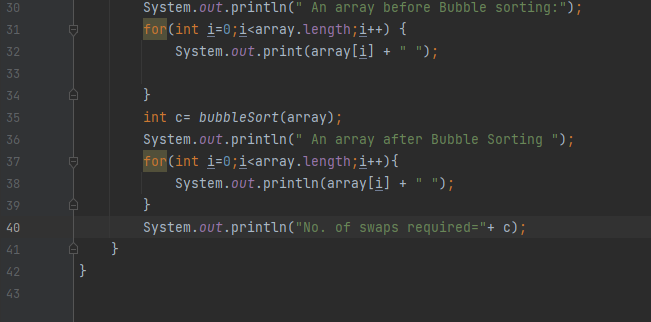 30 System.out.println(" An array before Bubble sorting:");
31 for(int i=0;i<array.length;i++) {
32 System.out.print(array[i] + " ");
33
34 }
35 int c= bubbleSort(array);
36 System.out.println(" An array after Bubble Sorting ");
37 for(int i=0;i<array.length;i++){
38 System.out.println(array[i] + " ");
39 }
40 System.out.println("No. of swaps required="+ c);
41 }
42 }
43